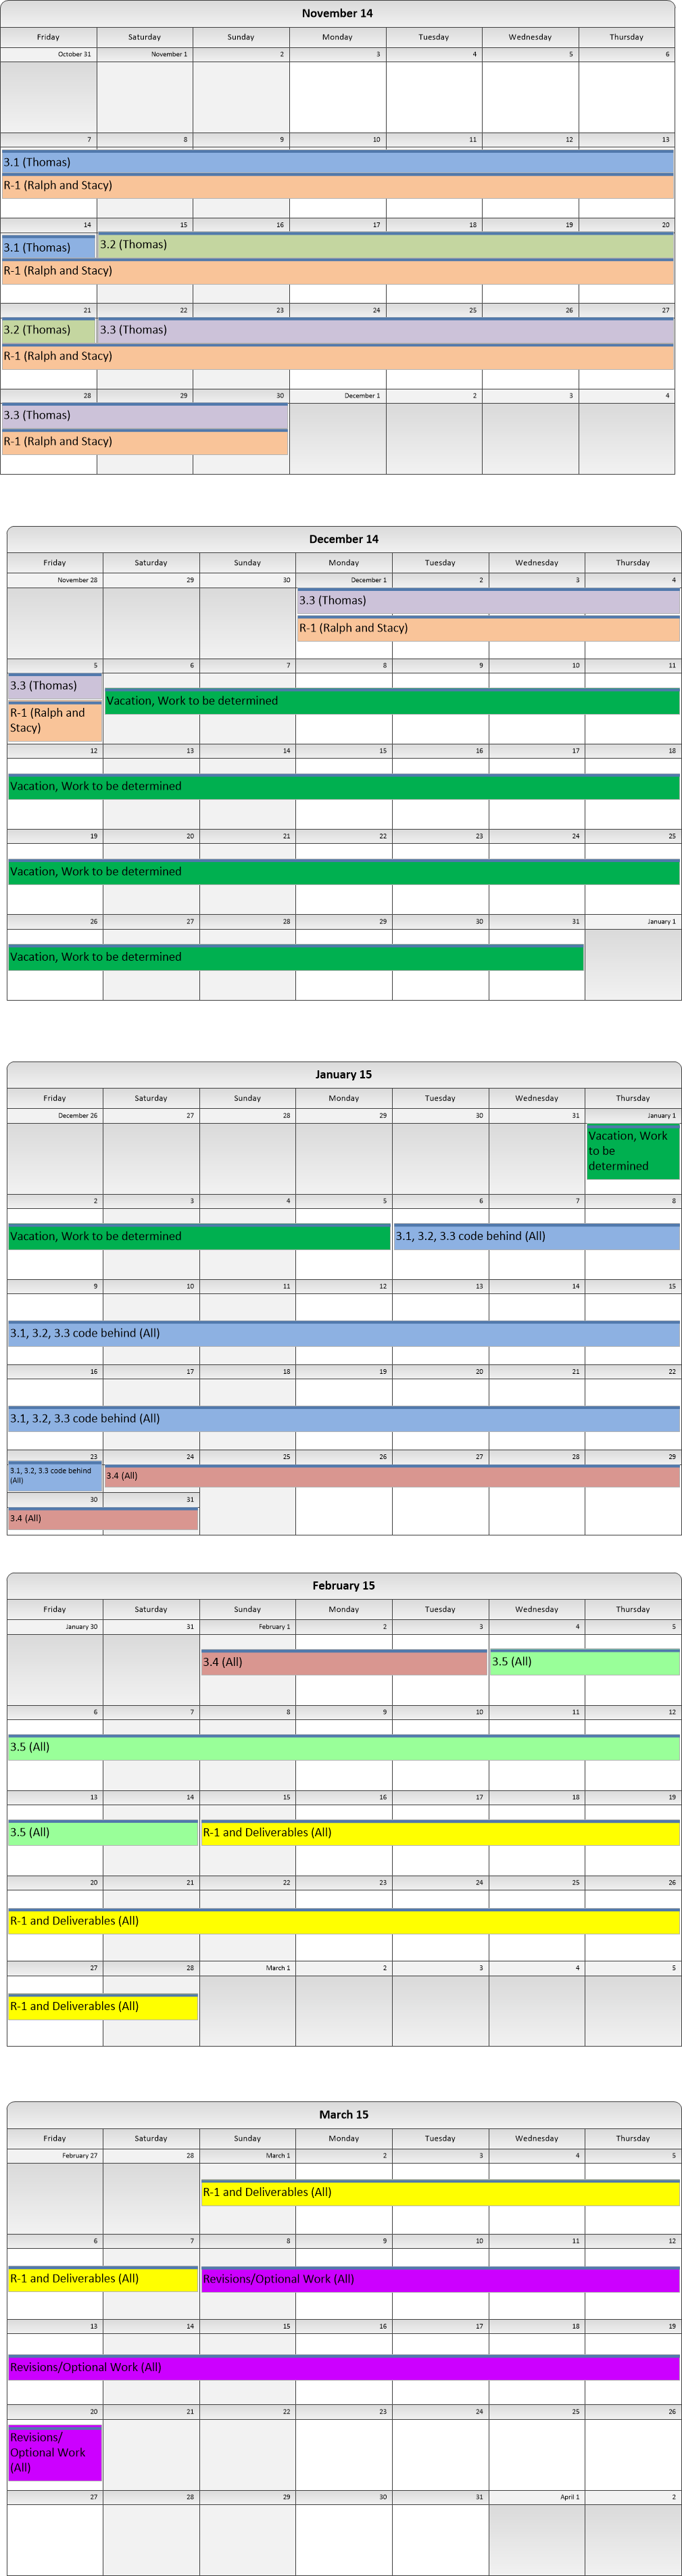 November 14
Friday Saturday Sunday Monday Tuesday Wednesday Thursday
October 31 November 1 2 3 4 5 6
7 8 9 10 11 12 13
3.1 (Thomas)
R-1 (Ralph and Stacy)
14 15 16 17 18 19 20
3.1 (Thomas) 3.2 (Thomas)
R-1 (Ralph and Stacy)
21 22 23 24 25 26 27
3.2 (Thomas) 3.3 (Thomas)
R-1 (Ralph and Stacy)
28 29 30 December 1 2 3 4
3.3 (Thomas)
R-1 (Ralph and Stacy)
December 14
Friday Saturday Sunday Monday Tuesday Wednesday Thursday
November 28 29 30 December 1 2 3 4
3.3 (Thomas)
R-1 (Ralph and Stacy)
5 6 7 8 9 10 11
3.3 (Thomas)
Vacation, Work to be determined
R-1 (Ralph and
Stacy)
12 13 14 15 16 17 18
Vacation, Work to be determined
19 20 21 22 23 24 25
Vacation, Work to be determined
26 27 28 29 30 31 January 1
Vacation, Work to be determined
January 15
Friday Saturday Sunday Monday Tuesday Wednesday Thursday
December 26 27 28 29 30 31 January 1
Vacation, Work
to be
determined
2 3 4 5 6 7 8
Vacation, Work to be determined 3.1, 3.2, 3.3 code behind (All)
9 10 11 12 13 14 15
3.1, 3.2, 3.3 code behind (All)
16 17 18 19 20 21 22
3.1, 3.2, 3.3 code behind (All)
23 24 25 26 27 28 29
3.1, 3.2, 3.3 code behind
(All)
3.4 (All)
30 31
3.4 (All)
February 15
Friday Saturday Sunday Monday Tuesday Wednesday Thursday
January 30 31 February 1 2 3 4 5
3.4 (All) 3.5 (All)
6 7 8 9 10 11 12
3.5 (All)
13 14 15 16 17 18 19
3.5 (All) R-1 and Deliverables (All)
20 21 22 23 24 25 26
R-1 and Deliverables (All)
27 28 March 1 2 3 4 5
R-1 and Deliverables (All)
March 15
Friday Saturday Sunday Monday Tuesday Wednesday Thursday
February 27 28 March 1 2 3 4 5
R-1 and Deliverables (All)
6 7 8 9 10 11 12
R-1 and Deliverables (All) Revisions/Optional Work (All)
13 14 15 16 17 18 19
Revisions/Optional Work (All)
20 21 22 23 24 25 26
Revisions/
Optional Work
(All)
27 28 29 30 31 April 1 2